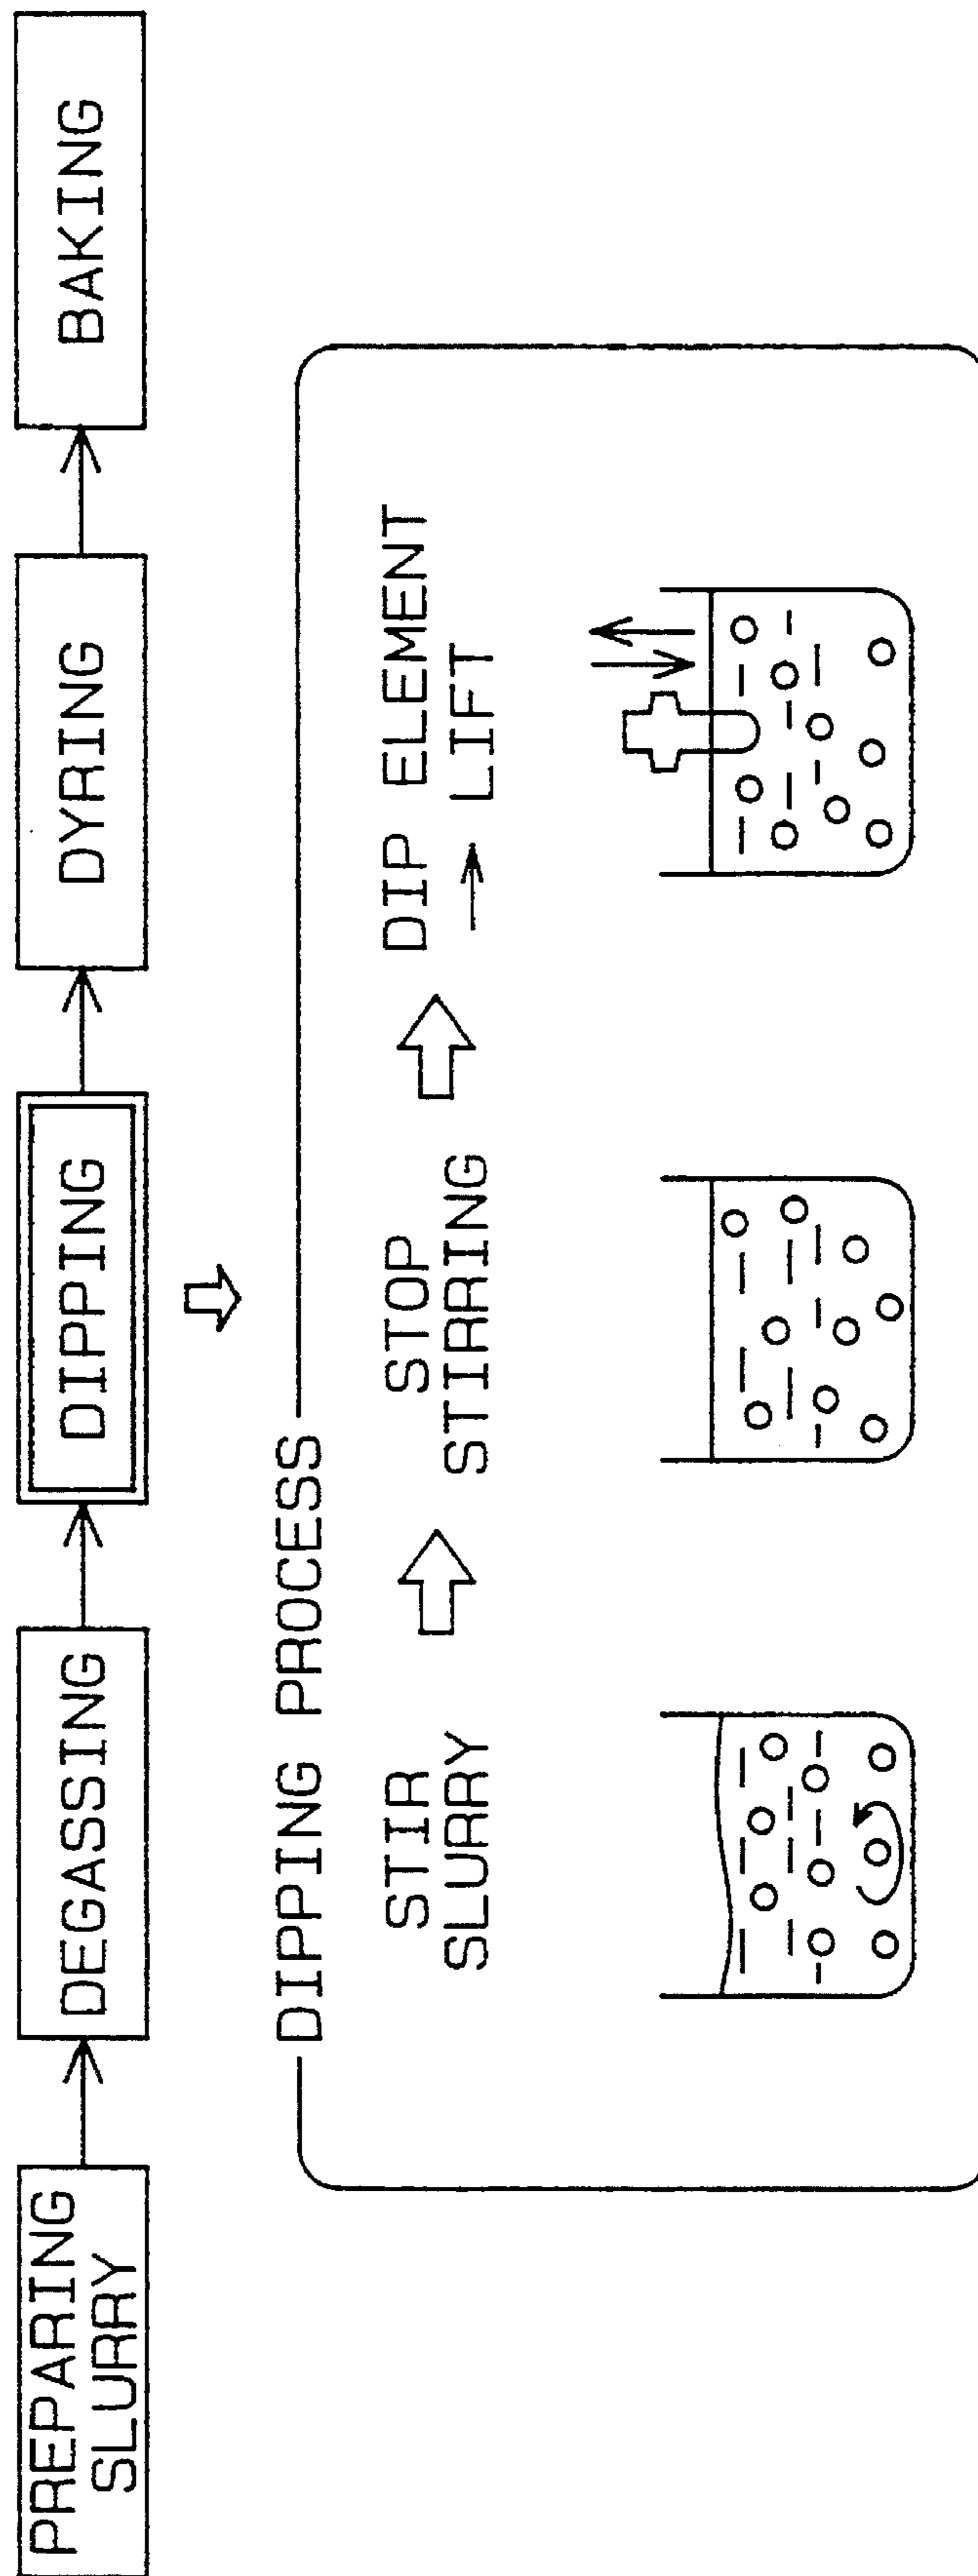 PREPARING
SLURRY
DEGASSING
DIPPING
DYRING
BAKING
DIPPING PROCESS
STIR
SLURRY
STOP
STIRRING
DIP ELEMENT
→ LIFT